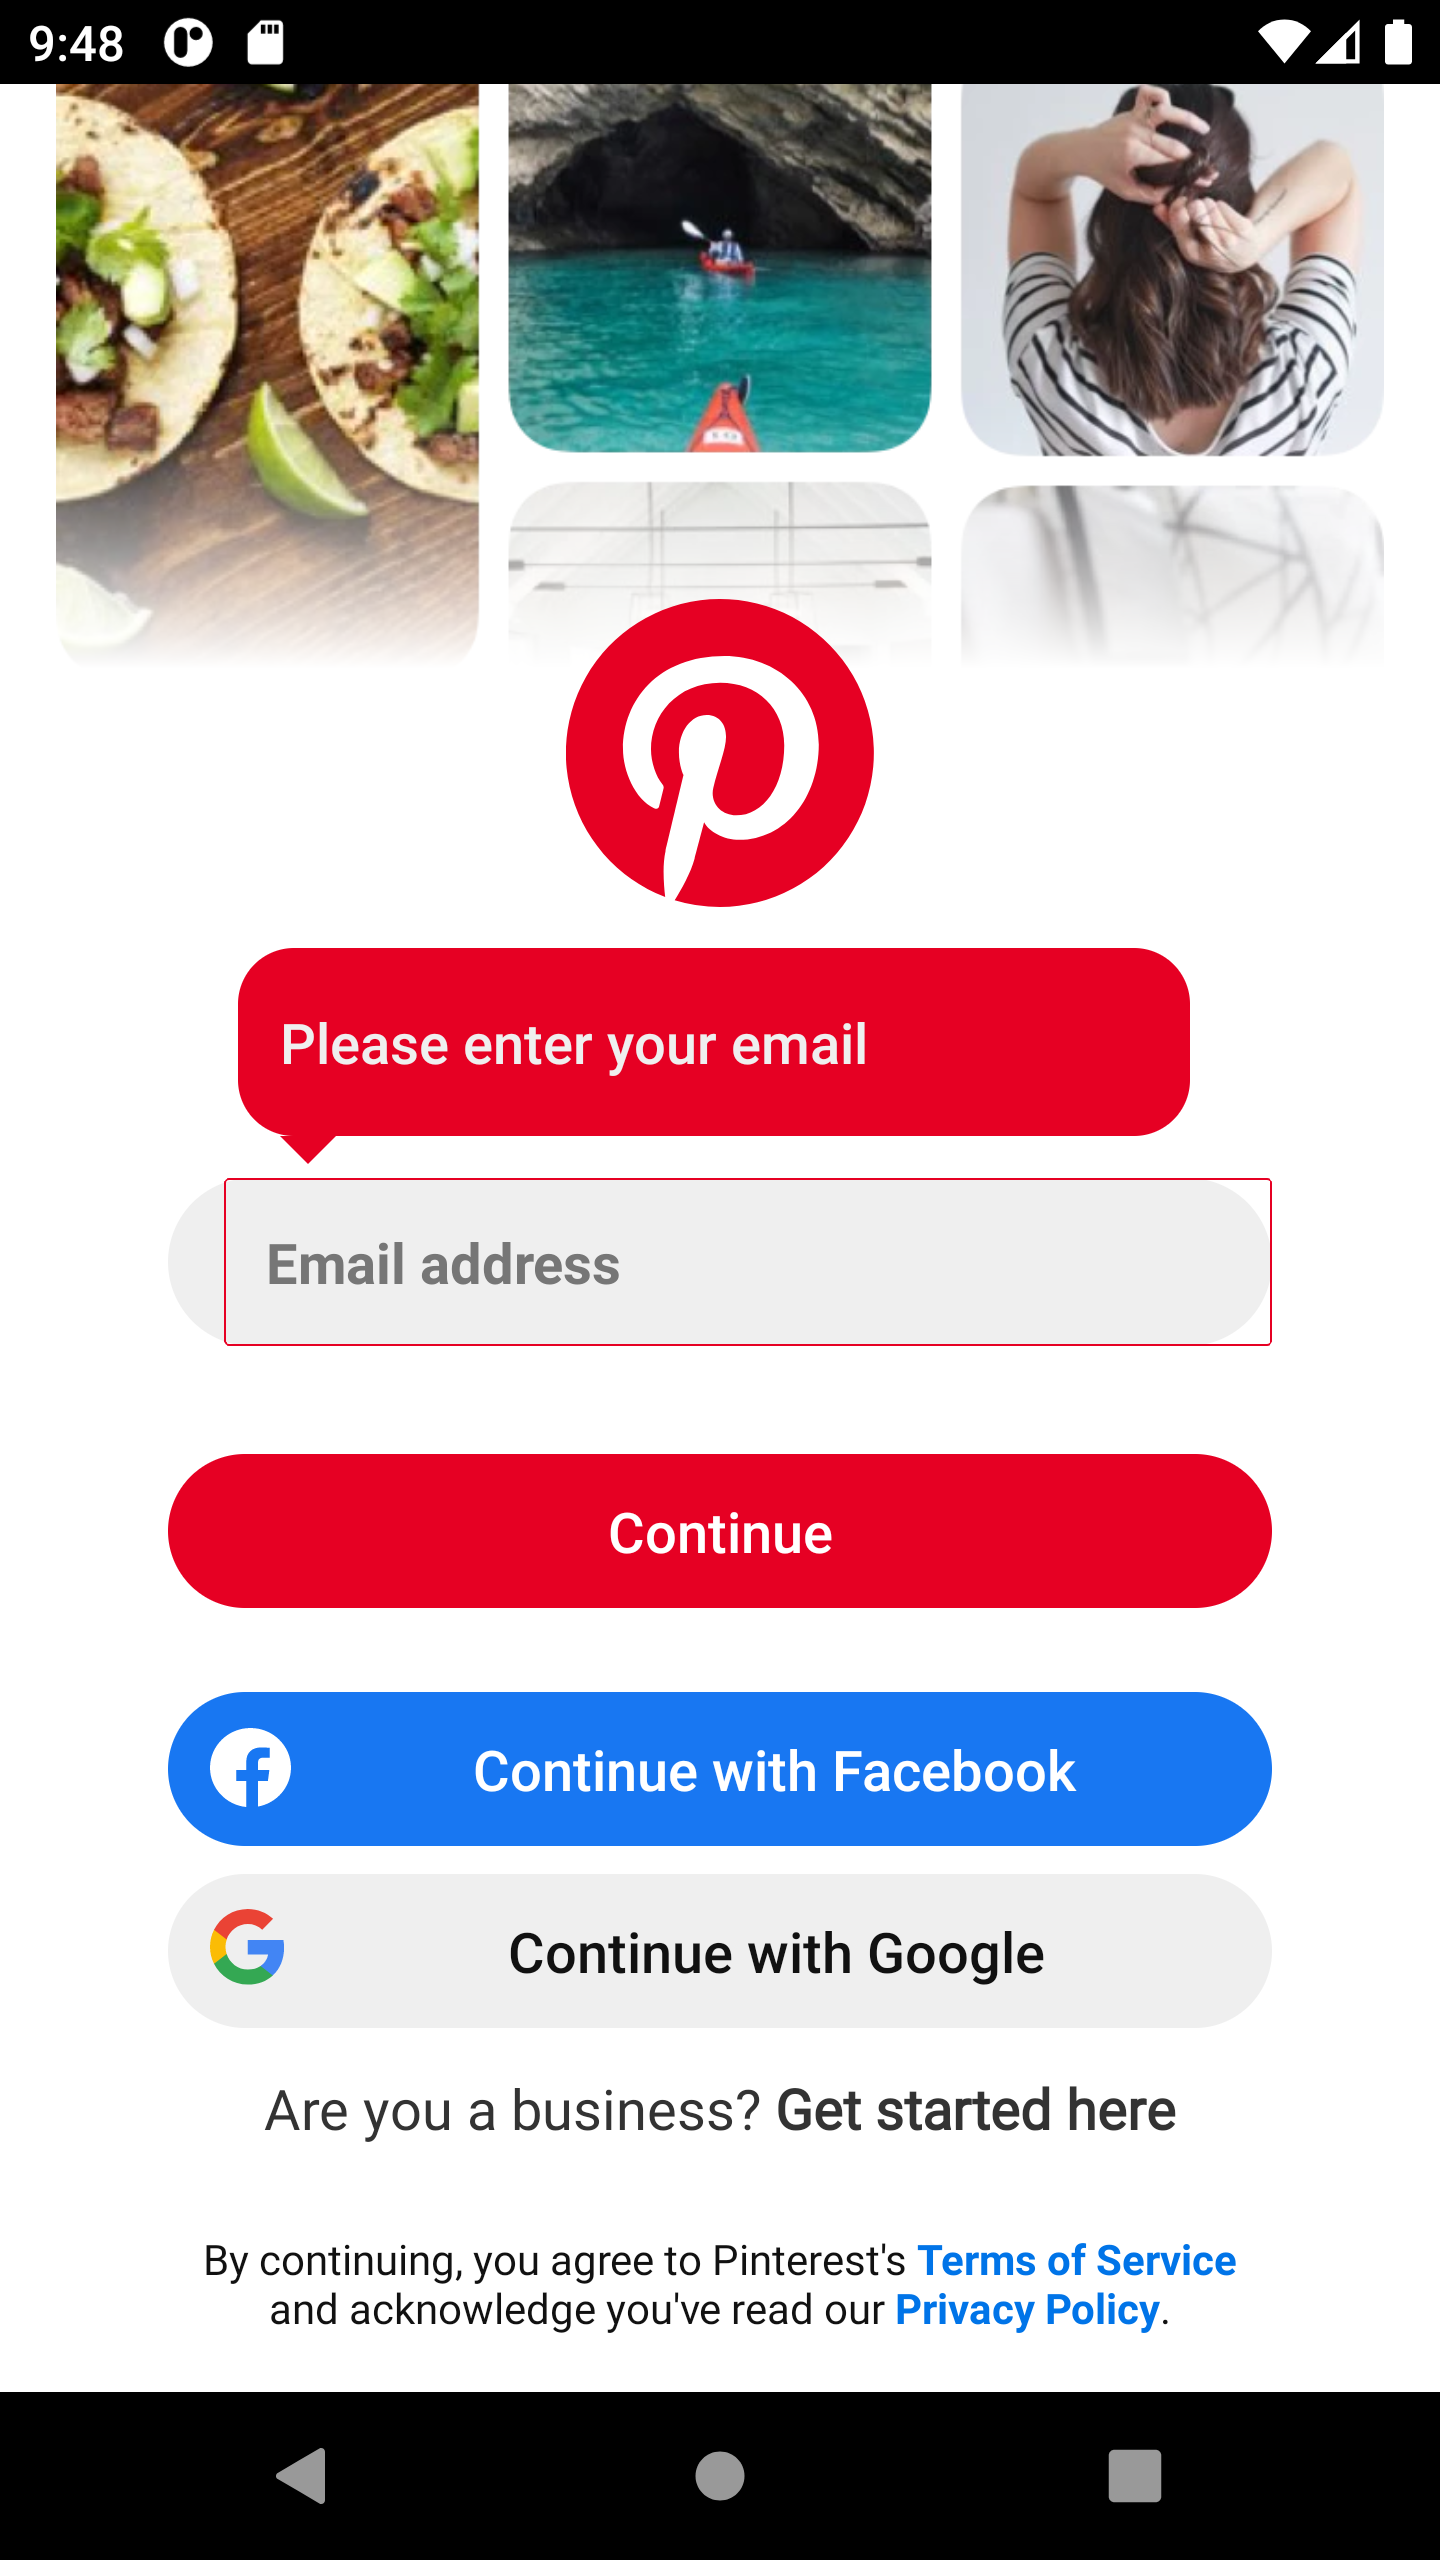 9:48
Please enter your email
Email address
Continue
Continue with Facebook
Continue with Google
Are you a business? Get started here
By continuing, you agree to Pinterest's Terms of Service
and acknowledge you've read our Privacy Policy.